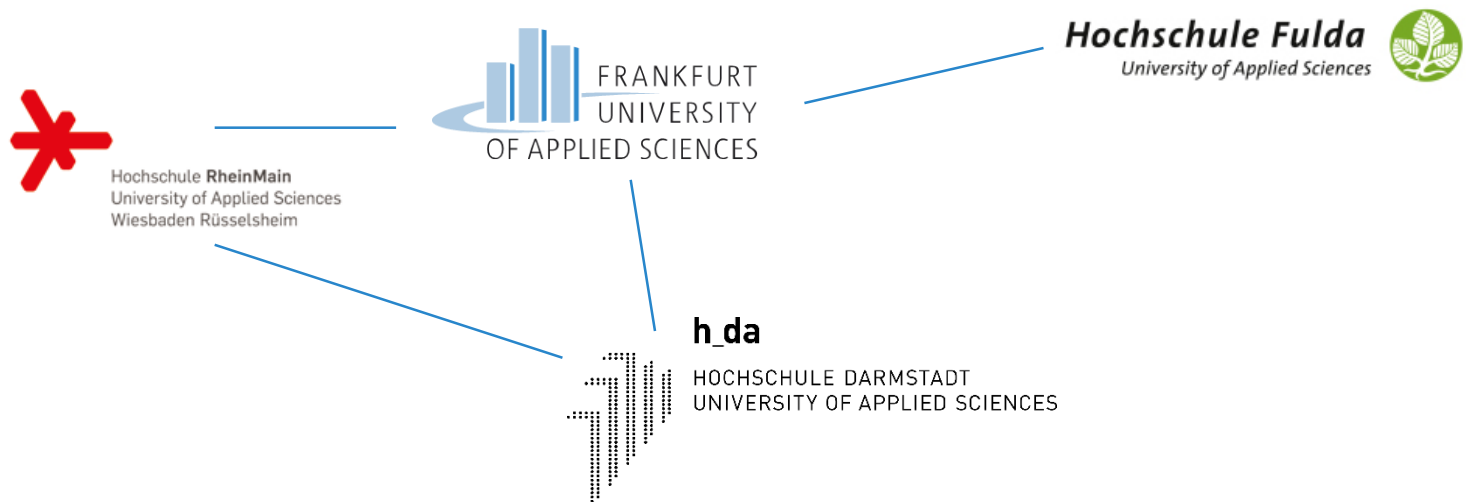 Hochschule Fulda
University of Applied Sciences
FRANKFURT
UNIVERSITY
OF APPLIED SCIENCES
Hochschule RheinMain
University of Applied Sciences
Wiesbaden Rüsselsheim
h_da
HOCHSCHULE DARMSTADT
UNIVERSITY OF APPLIED SCIENCES